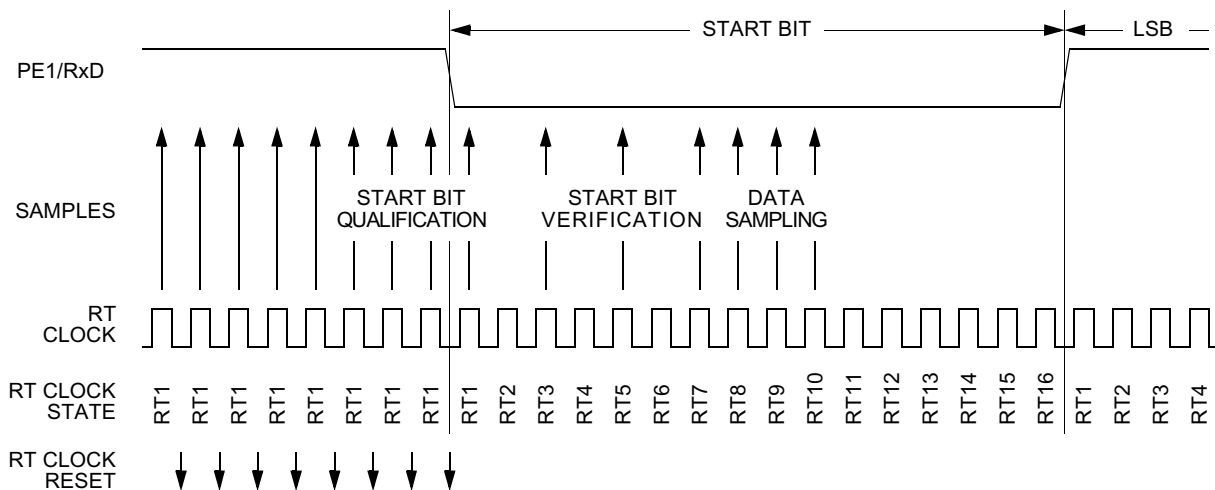 START BIT
LSB
PE1/RxD
SAMPLES
START BIT
QUALIFICATION
START BIT
VERIFICATION
DATA
SAMPLING
RT
CLOCK
RT CLOCK
STATE
RT1 RT1 RT1 RT1 RT1 RT1 RT1 RT1 RT1 RT2 RT3 RT4 RT5 RT6 RT7 RT8 RT9 RT10 RT11 RT12 RT13 RT14 RT15 RT16 RT1 RT2 RT3 RT4
RT CLOCK
RESET